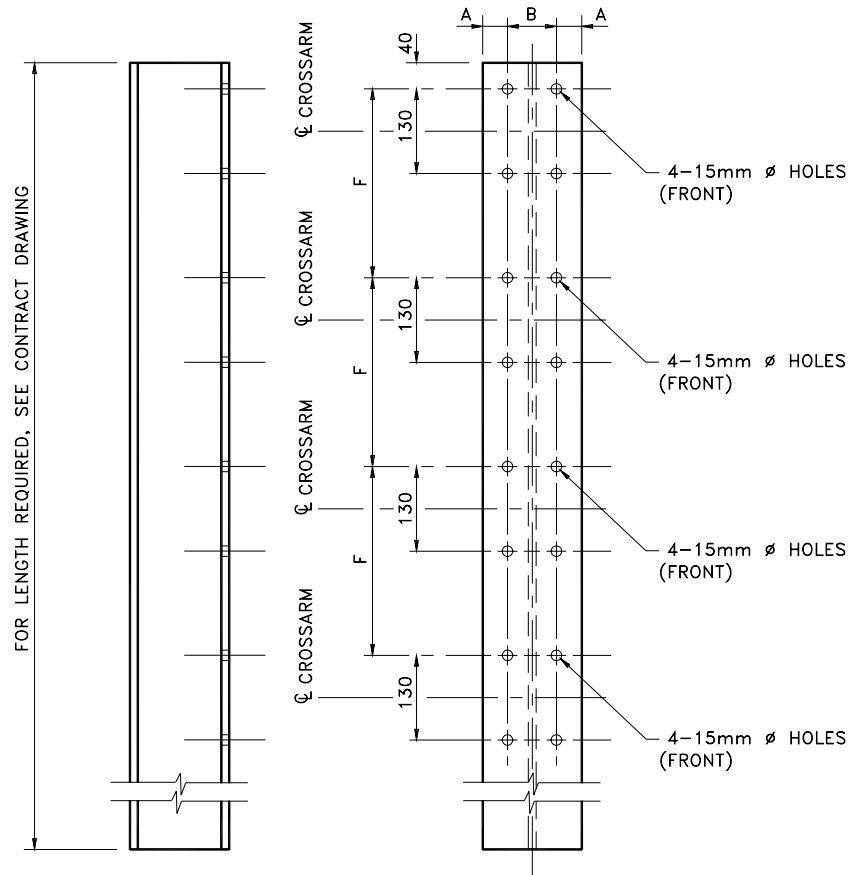 A B A
40
℄ CROSSARM
130
F
4-15mm ø HOLES
(FRONT)
℄ CROSSARM
130
F
4-15mm ø HOLES
(FRONT)
℄ CROSSARM
130
F
4-15mm ø HOLES
(FRONT)
℄ CROSSARM
130
4-15mm ø HOLES
(FRONT)
FOR LENGTH REQUIRED, SEE CONTRACT DRAWING